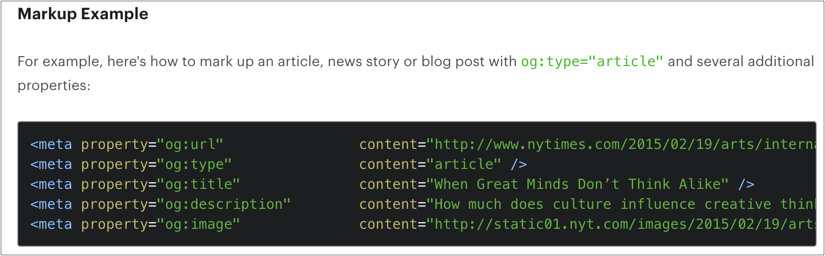 Markup Example
For example, here's how to mark up an article, news story or blog post with og:type="article" and several additional
properties:
<meta property="og:url" content="http://www.nytimes.com/2015/02/19/arts/interna
<meta property="og:type" content="article" />
<meta property="og:title" content="When Great Minds Don’t Think Alike" />
<meta property="og:description" content="How much does culture influence creative thin
<meta property="og:image" content="http://static01.nyt.com/images/2015/02/19/arts